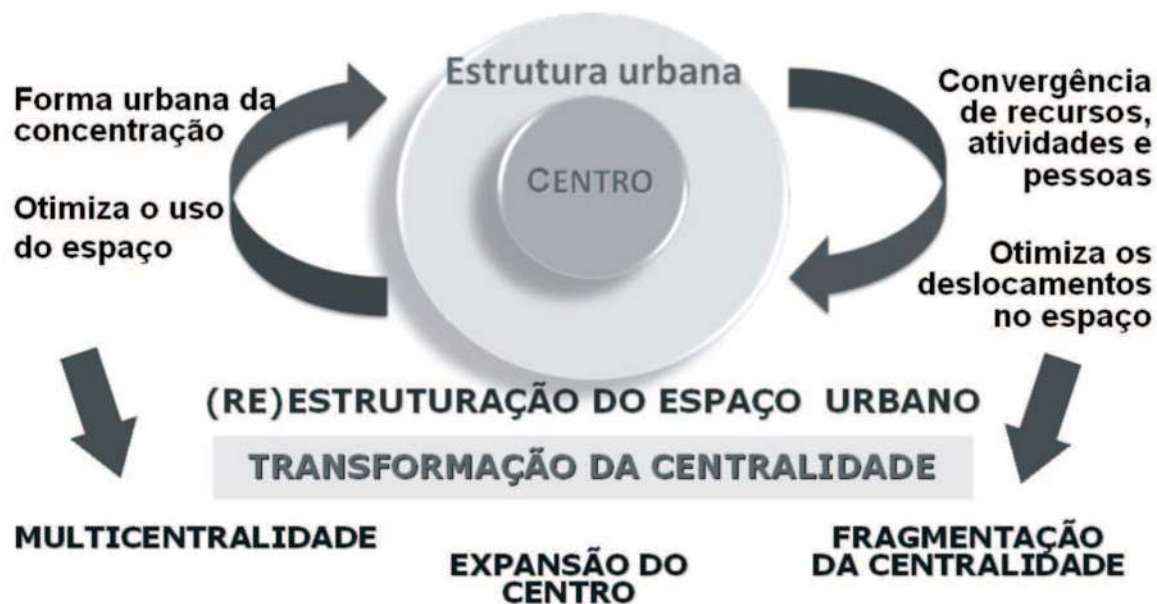 Estrutura urbana
CENTRO
Forma urbana da
concentração
Otimiza o uso
do espaço
Convergência
de recursos,
atividades e
pessoas
Otimiza os
deslocamentos
no espaço
(RE)ESTRUTURAÇÃO DO ESPAÇO URBANO
TRANSFORMAÇÃO DA CENTRALIDADE
MULTICENTRALIDADE
EXPANSÃO DO
CENTRO
FRAGMENTAÇÃO
DA CENTRALIDADE